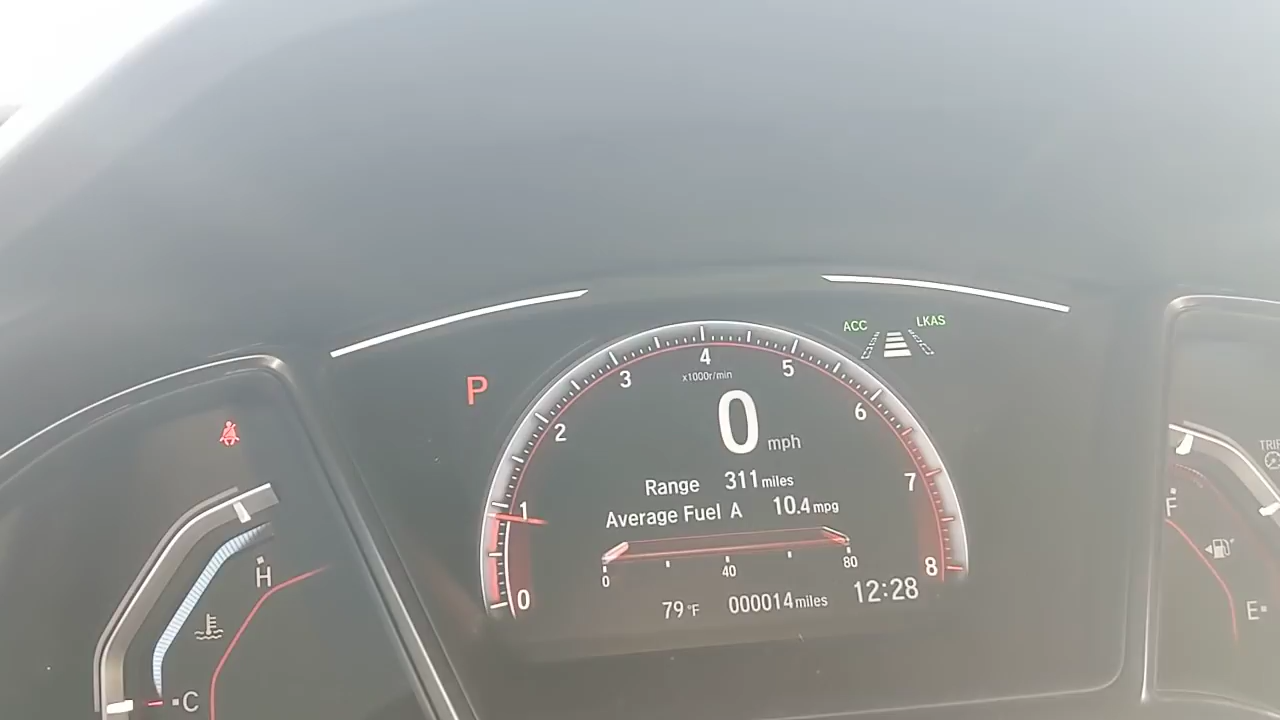 ACC
LKAS
P
4
x1000r/min
3
5
2
6
0 mph
Range 311 miles
7
1
Average Fuel A 10.4 mpg
8
0
0
40
80
79°F 000014 miles 12:28
H
C
TRIP
F
E